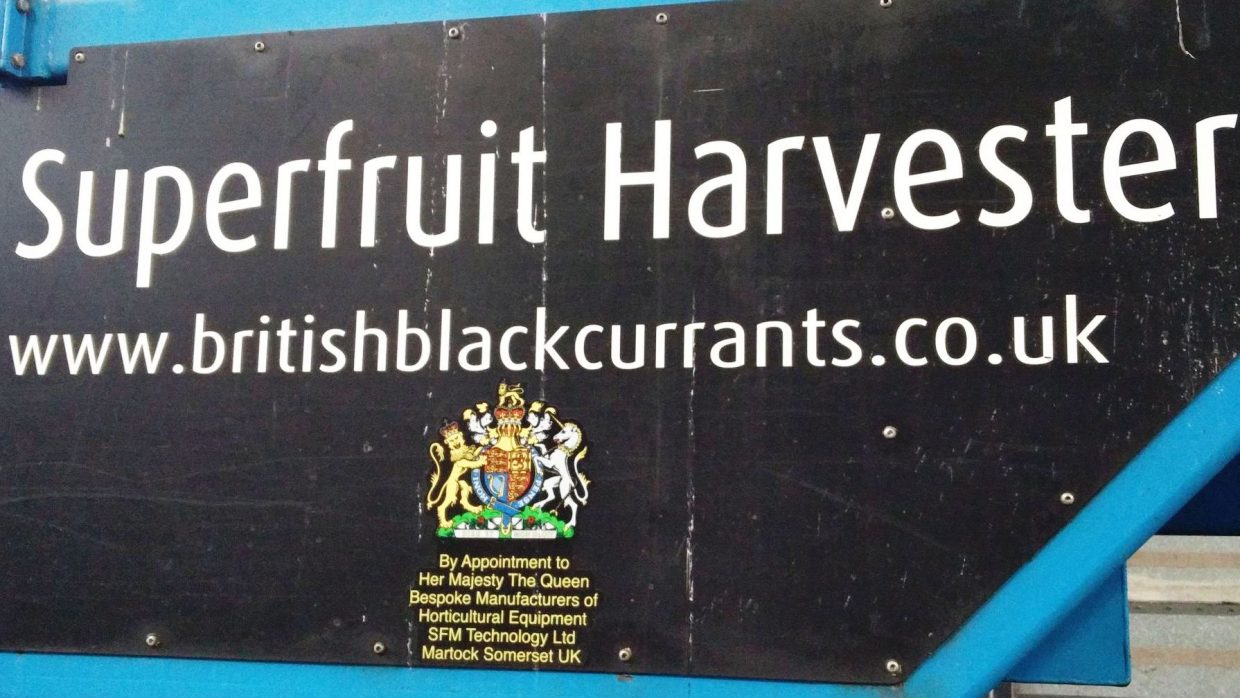 Superfruit Harvester
www.britishblackcurrants.co.uk
By Appointment to
Her Majesty The Queen
Bespoke Manufacturers of
Horticultural Equipment
SFM Technology Ltd
Martock Somerset UK